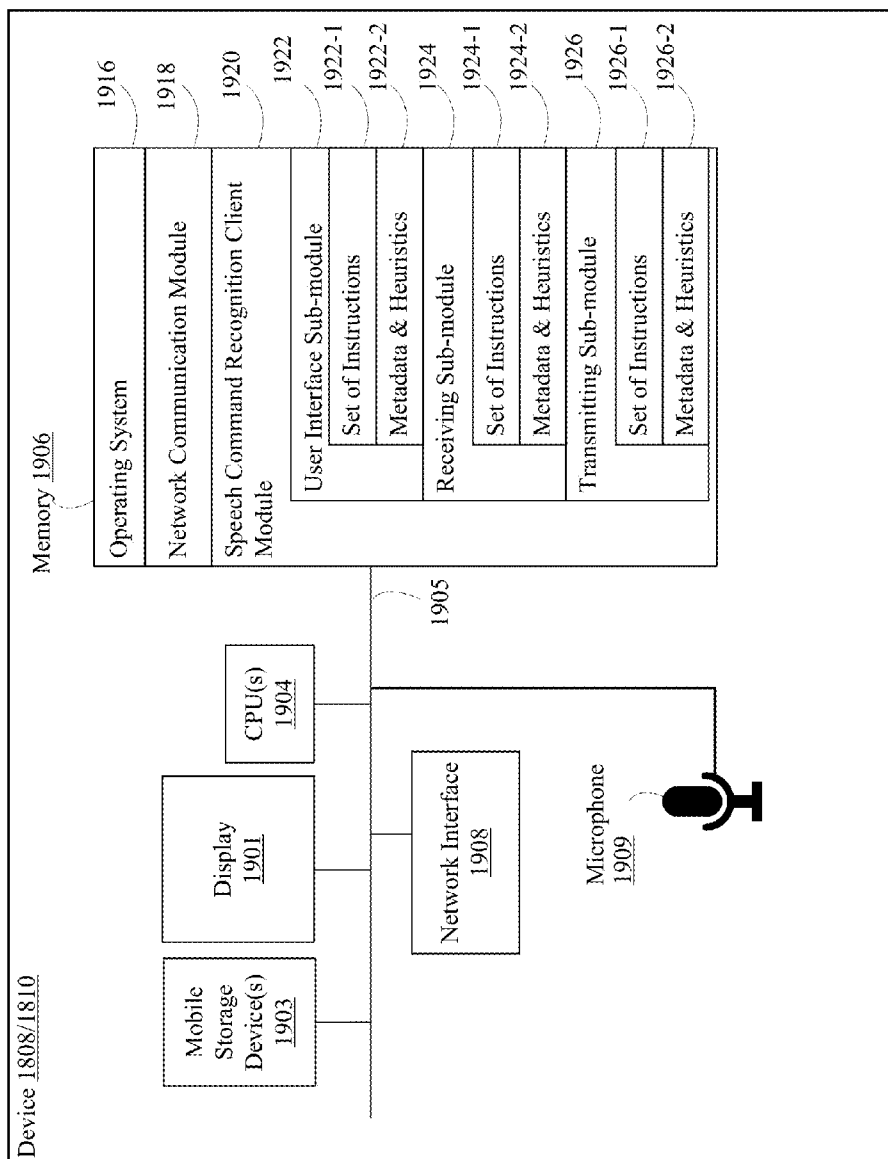 Device 1808/1810
Mobile
Storage
Device(s)
1903
Display
1901
CPU(s)
1904
Network Interface
1908
Microphone
1909
1905
Memory 1906
Operating System
1916
Network Communication Module
1918
Speech Command Recognition Client
Module
1920
User Interface Sub-module
1922
Set of Instructions
1922-1
Metadata & Heuristics
1922-2
Receiving Sub-module
1924
Set of Instructions
1924-1
Metadata & Heuristics
1924-2
Transmitting Sub-module
1926
Set of Instructions
1926-1
Metadata & Heuristics
1926-2